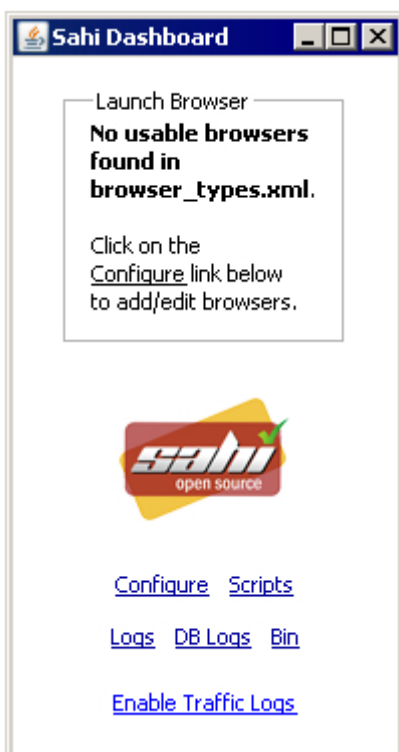 Sahi Dashboard
Launch Browser
No usable browsers
found in
browser_types.xml.
Click on the
Configure link below
to add/edit browsers.
sahi
open source
Configure Scripts
Logs DB Logs Bin
Enable Traffic Logs